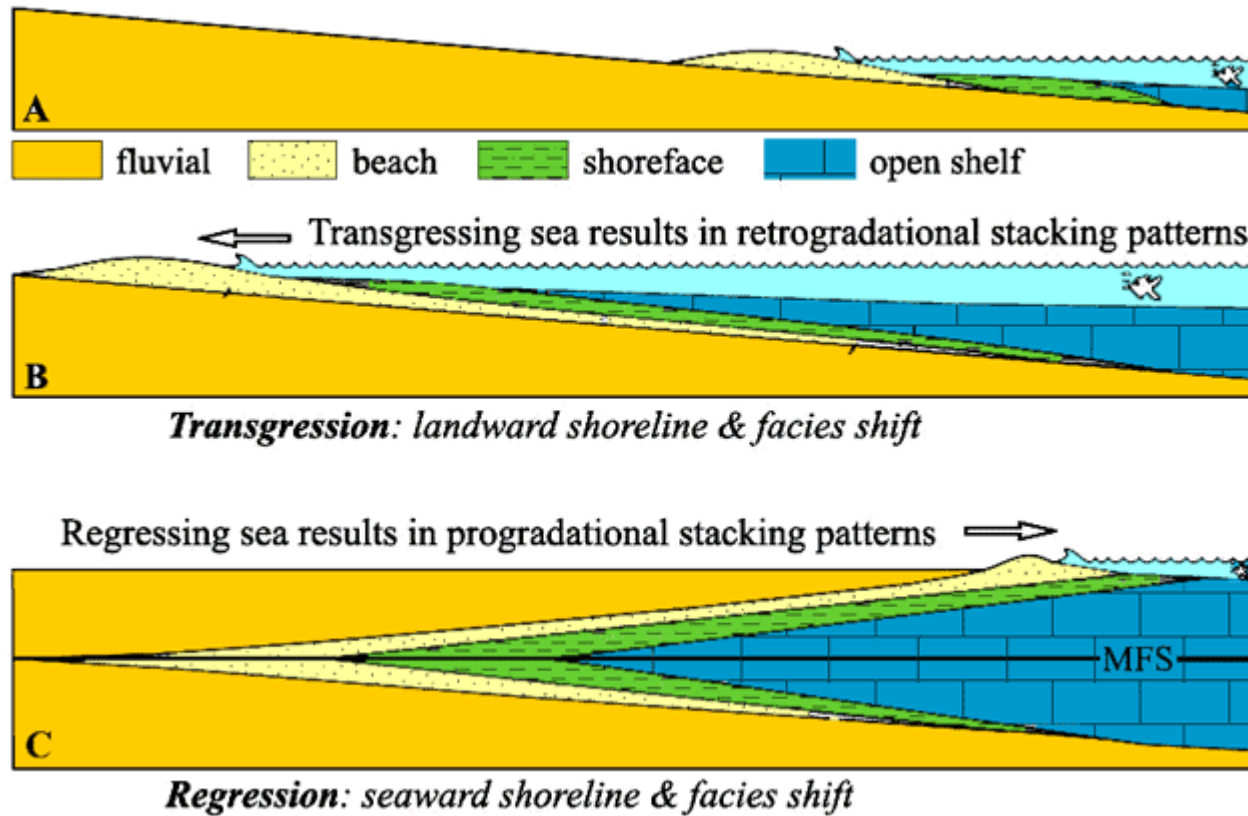 A
fluvial beach shoreface open shelf
Transgressing sea results in retrogradational stacking patterns
B
Transgression: landward shoreline & facies shift
Regressing sea results in progradational stacking patterns
MFS
C
Regression: seaward shoreline & facies shift